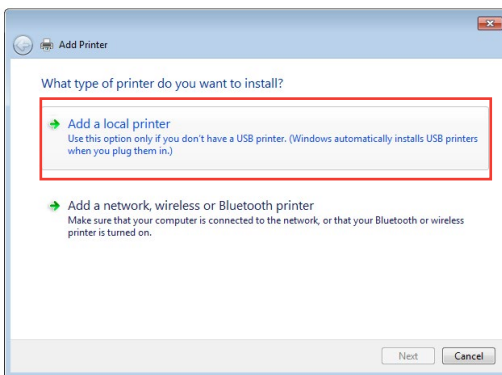 Add Printer
What type of printer do you want to install?
Add a local printer
Use this option only if you don't have a USB printer. (Windows automatically installs USB printers
when you plug them in.)
Add a network, wireless or Bluetooth printer
Make sure that your computer is connected to the network, or that your Bluetooth or wireless
printer is turned on.
Next
Cancel